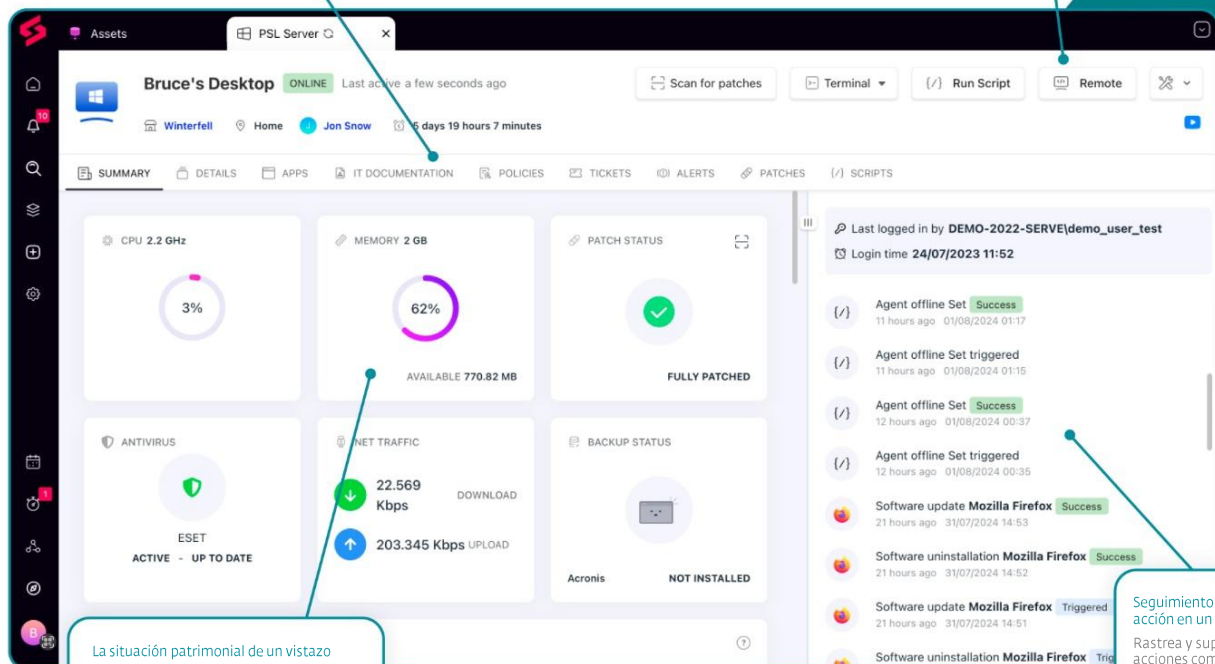 Assets
PSL Server
Bruce's Desktop ONLINE Last active a few seconds ago
Scan for patches
Terminal
Run Script
Remote
10
Winterfell Home J Jon Snow 5 days 19 hours 7 minutes
SUMMARY DETAILS APPS IT DOCUMENTATION POLICIES TICKETS ALERTS PATCHES {/} SCRIPTS
CPU 2.2 GHz
3%
MEMORY 2 GB
62%
AVAILABLE 770.82 MB
PATCH STATUS
FULLY PATCHED
ANTIVIRUS
ESET
ACTIVE - UP TO DATE
NET TRAFFIC
22.569
Kbps
DOWNLOAD
203.345 Kbps UPLOAD
BACKUP STATUS
Acronis NOT INSTALLED
Last logged in by DEMO-2022-SERVE\demo_user_test
Login time 24/07/2023 11:52
Agent offline Set Success
11 hours ago 01/08/2024 01:17
Agent offline Set triggered
11 hours ago 01/08/2024 01:15
Agent offline Set Success
12 hours ago 01/08/2024 00:37
Agent offline Set triggered
12 hours ago 01/08/2024 00:35
Software update Mozilla Firefox Success
21 hours ago 31/07/2024 14:53
Software uninstallation Mozilla Firefox Success
21 hours ago 31/07/2024 14:52
Software update Mozilla Firefox Triggered
21 hours ago 31/07/2024 14:51
Software uninstallation Mozilla Firefox
1
B
La situación patrimonial de un vistazo
Seguimiento
acción en un
Rastrea y sup
acciones com